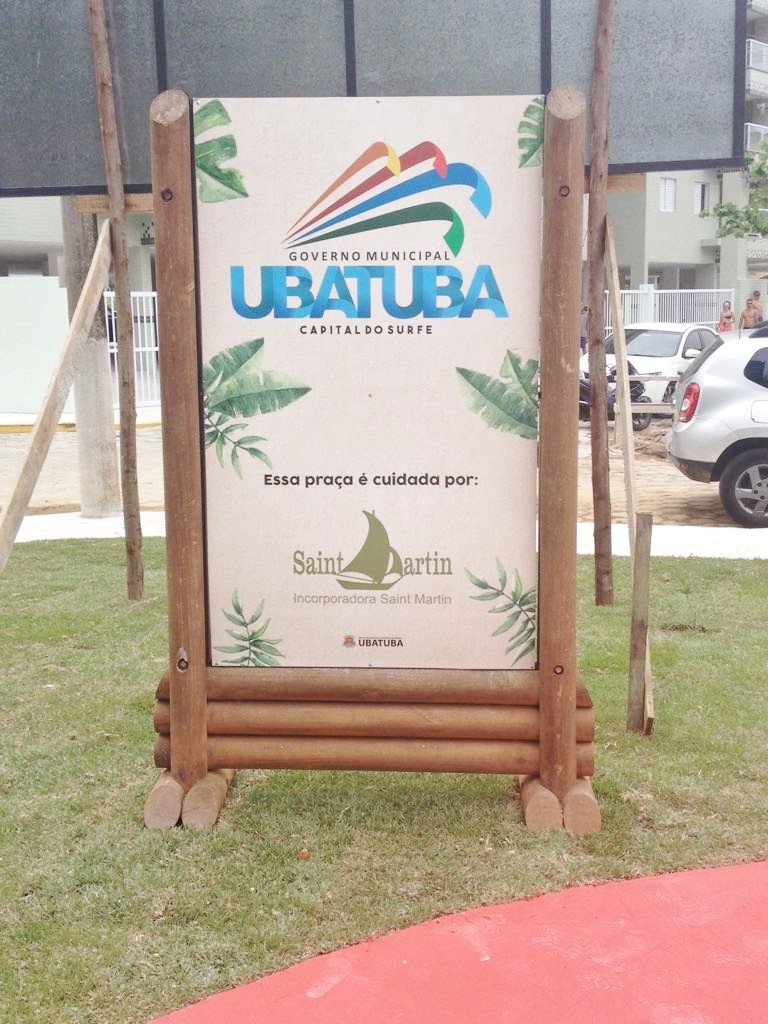 GOVERNO MUNICIPAL
UBATUBA
CAPITAL DO SURFE
Essa praça é cuidada por:
Saint Martin
Incorporadora Saint Martin
UBATUBA